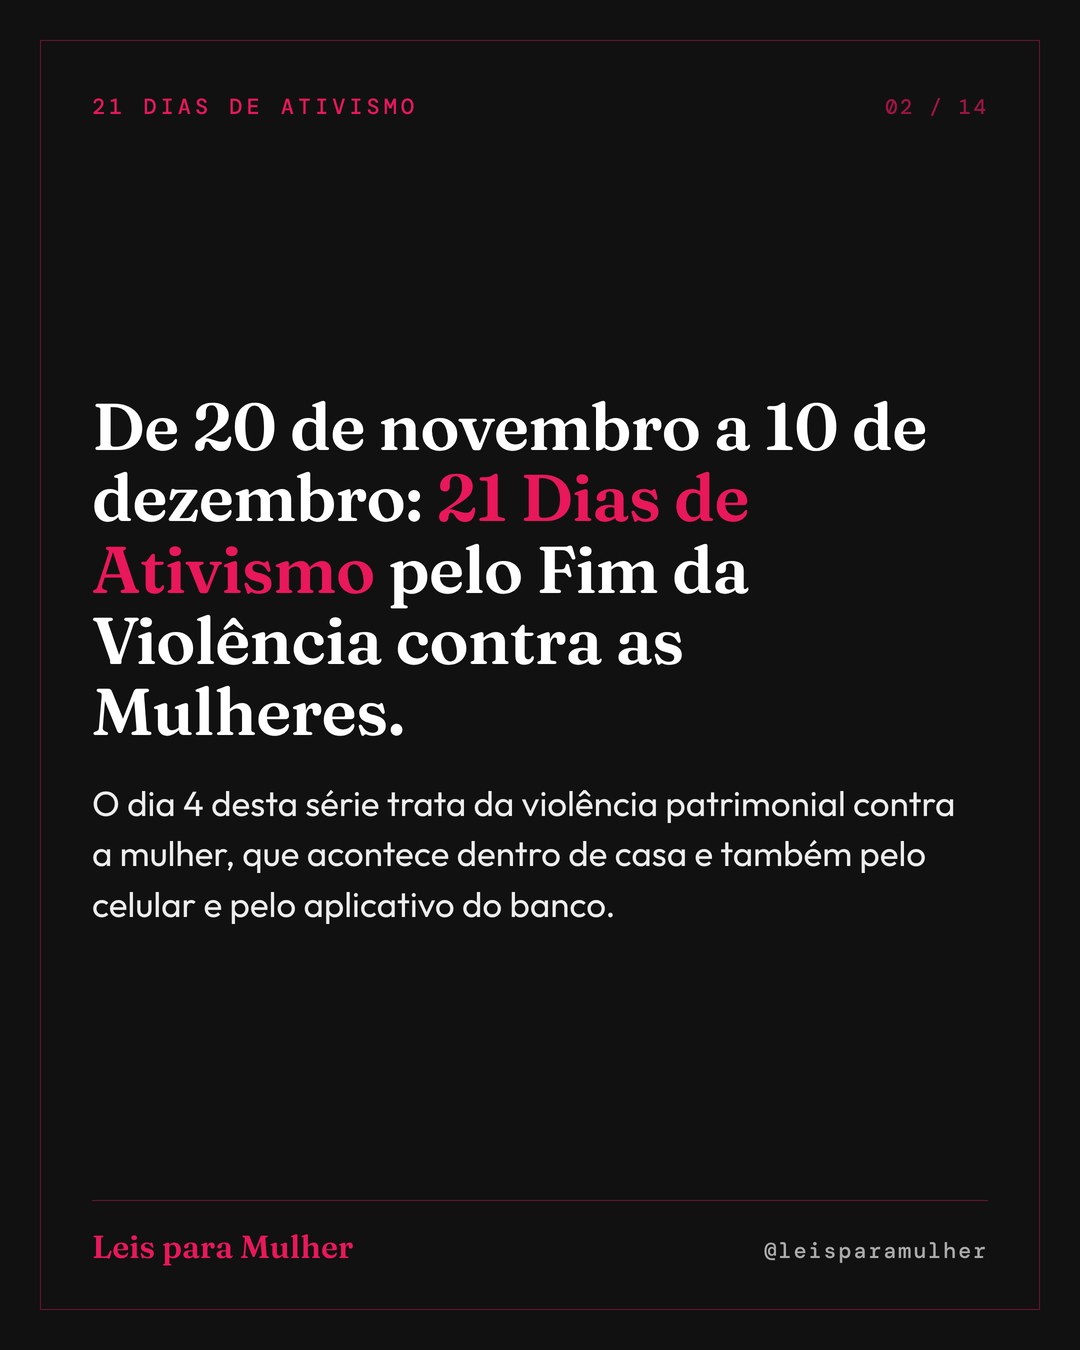 21 DIAS DE ATIVISMO
02 / 14
De 20 de novembro a 10 de
dezembro: 21 Dias de
Ativismo pelo Fim da
Violência contra as
Mulheres.
O dia 4 desta série trata da violência patrimonial contra
a mulher, que acontece dentro de casa e também pelo
celular e pelo aplicativo do banco.
Leis para Mulher
@leisparamulher